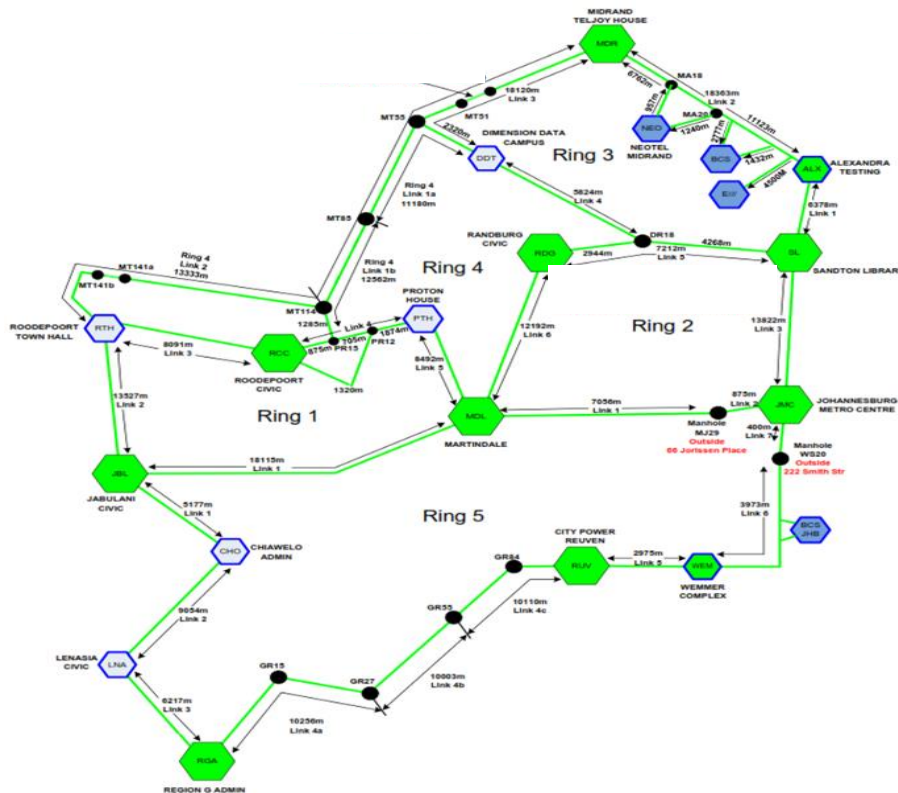 MIDRAND
TELJOY HOUSE
MDR
18120m
Link 3
MT51
MT55
2320m
DIMENSION DATA
CAMPUS
DDT
Ring 3
6762m
MA18
18363m
Link 2
957m
MA20
11123m
NEO
1240m
NEOTEL
MIDRAND
2777m
BCS
1432m
4500M
ALX
ALEXANDRA
TESTING
6378m
Link 1
5824m
Link 4
Ring 4
Link 1a
11180m
MT85
RANDBURG
CIVIC
RDG
DR16
2944m
7212m
Link 5
4268m
SL
SANDTON LIBRARY
Ring 4
Link 2
13333m
MT141a
MT141b
Ring 4
Link 1b
12562m
Ring 4
PROTON
HOUSE
PTH
MT114
1285m
Link 4
1874m
705m
875m
PR15
PR12
ROODEPOORT
TOWN HALL
RTH
8091m
Link 3
RCC
ROODEPOORT
CIVIC
1320m
Ring 2
12192m
Link 6
13822m
Link 3
8492m
Link 5
13527m
Link 2
Ring 1
MDL
MARTINDALE
7056m
Link 1
875m
Link 2
JMC
JOHANNESBURG
METRO CENTRE
Manhole
MJ29
Outside
66 Jorissen Place
400m
Link 7
Manhole
WS20
Outside
222 Smith Str
18115m
Link 1
JBL
JABULANI
CIVIC
5177m
Link 1
Ring 5
3973m
Link 6
BCS
JHB
CHO
CHIAWELO
ADMIN
CITY POWER
REUVEN
RUV
2975m
Link 5
WEM
WEMMER
COMPLEX
GR84
10110m
Link 4c
GR55
9054m
Link 2
LENASIA
CIVIC
LNA
GR15
GR27
10003m
Link 4b
6217m
Link 3
10256m
Link 4a
RGA
REGION G ADMIN